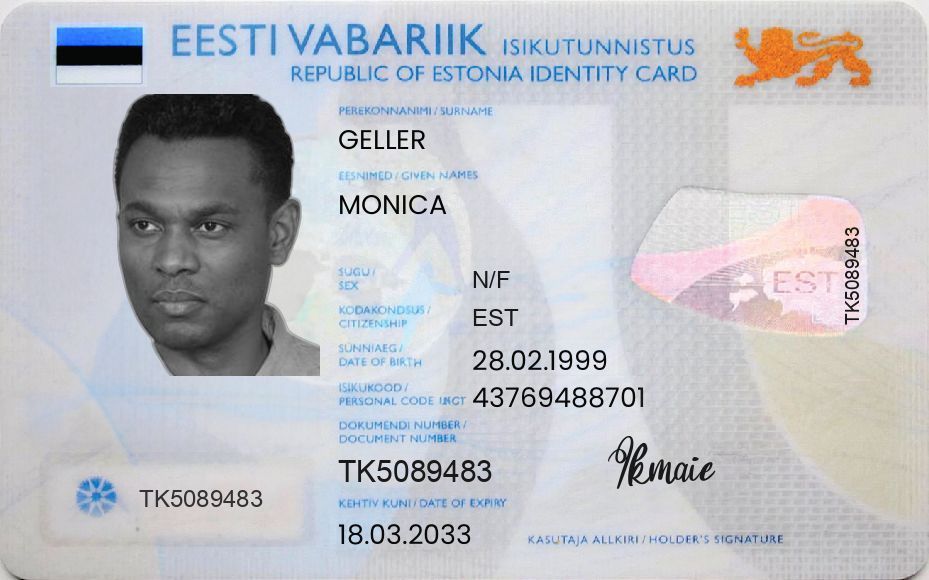 EESTI VABARIIK ISIKUTUNNISTUS
REPUBLIC OF ESTONIA IDENTITY CARD
PEREKONNANIMI / SURNAME
GELLER
EESNIMED / GIVEN NAMES
MONICA
SUGU /
SEX
N/F
KODAKONDSUS /
CITIZENSHIP
EST
SÜNNIAEG /
DATE OF BIRTH
28.02.1999
ISIKUKOOD /
PERSONAL CODE
43769488701
DOKUMENDI NUMBER /
DOCUMENT NUMBER
TK5089483
KEHTIV KUNI / DATE OF EXPIRY
18.03.2033
TK5089483
EST
TK5089483
KASUTAJA ALLKIRI / HOLDER'S SIGNATURE